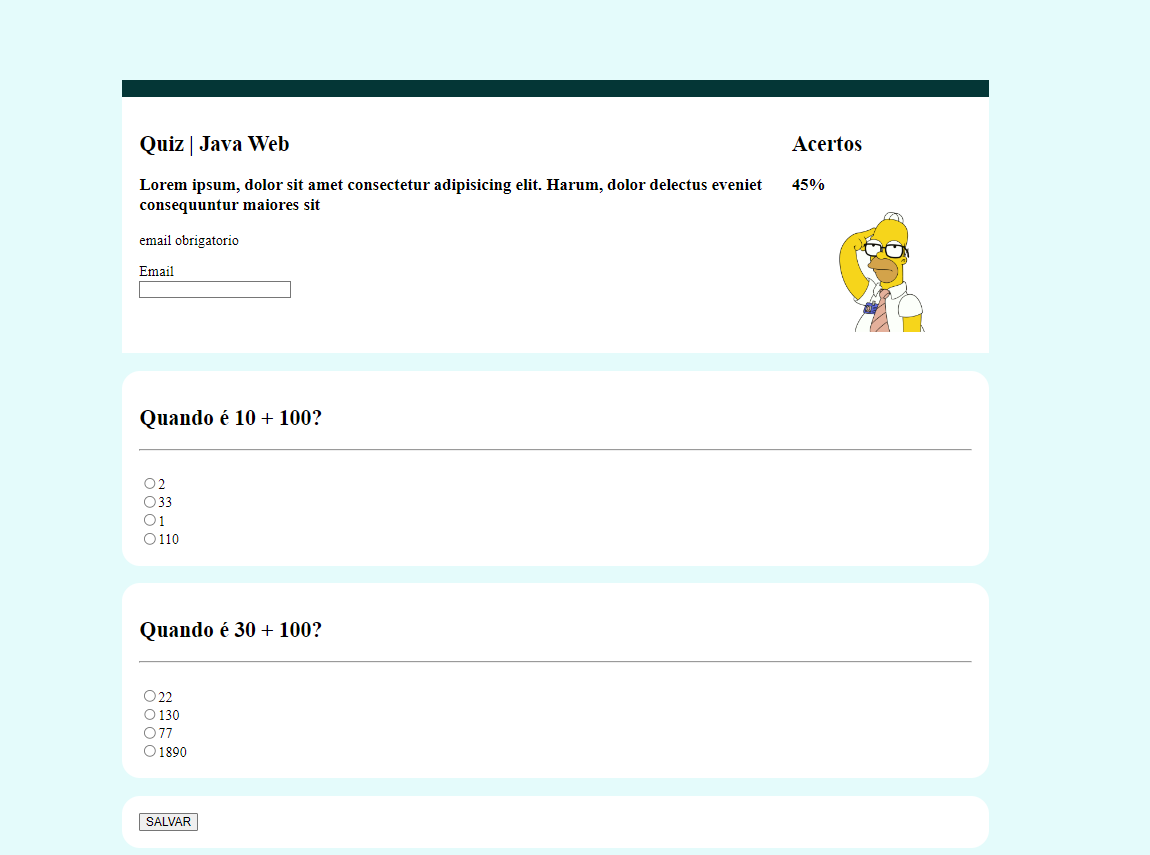 Quiz | Java Web
Lorem ipsum, dolor sit amet consectetur adipisicing elit. Harum, dolor delectus eveniet
consequuntur maiores sit
email obrigatorio
Email
Acertos
45%
Quando é 10 + 100?
2
33
1
110
Quando é 30 + 100?
22
130
77
1890
SALVAR